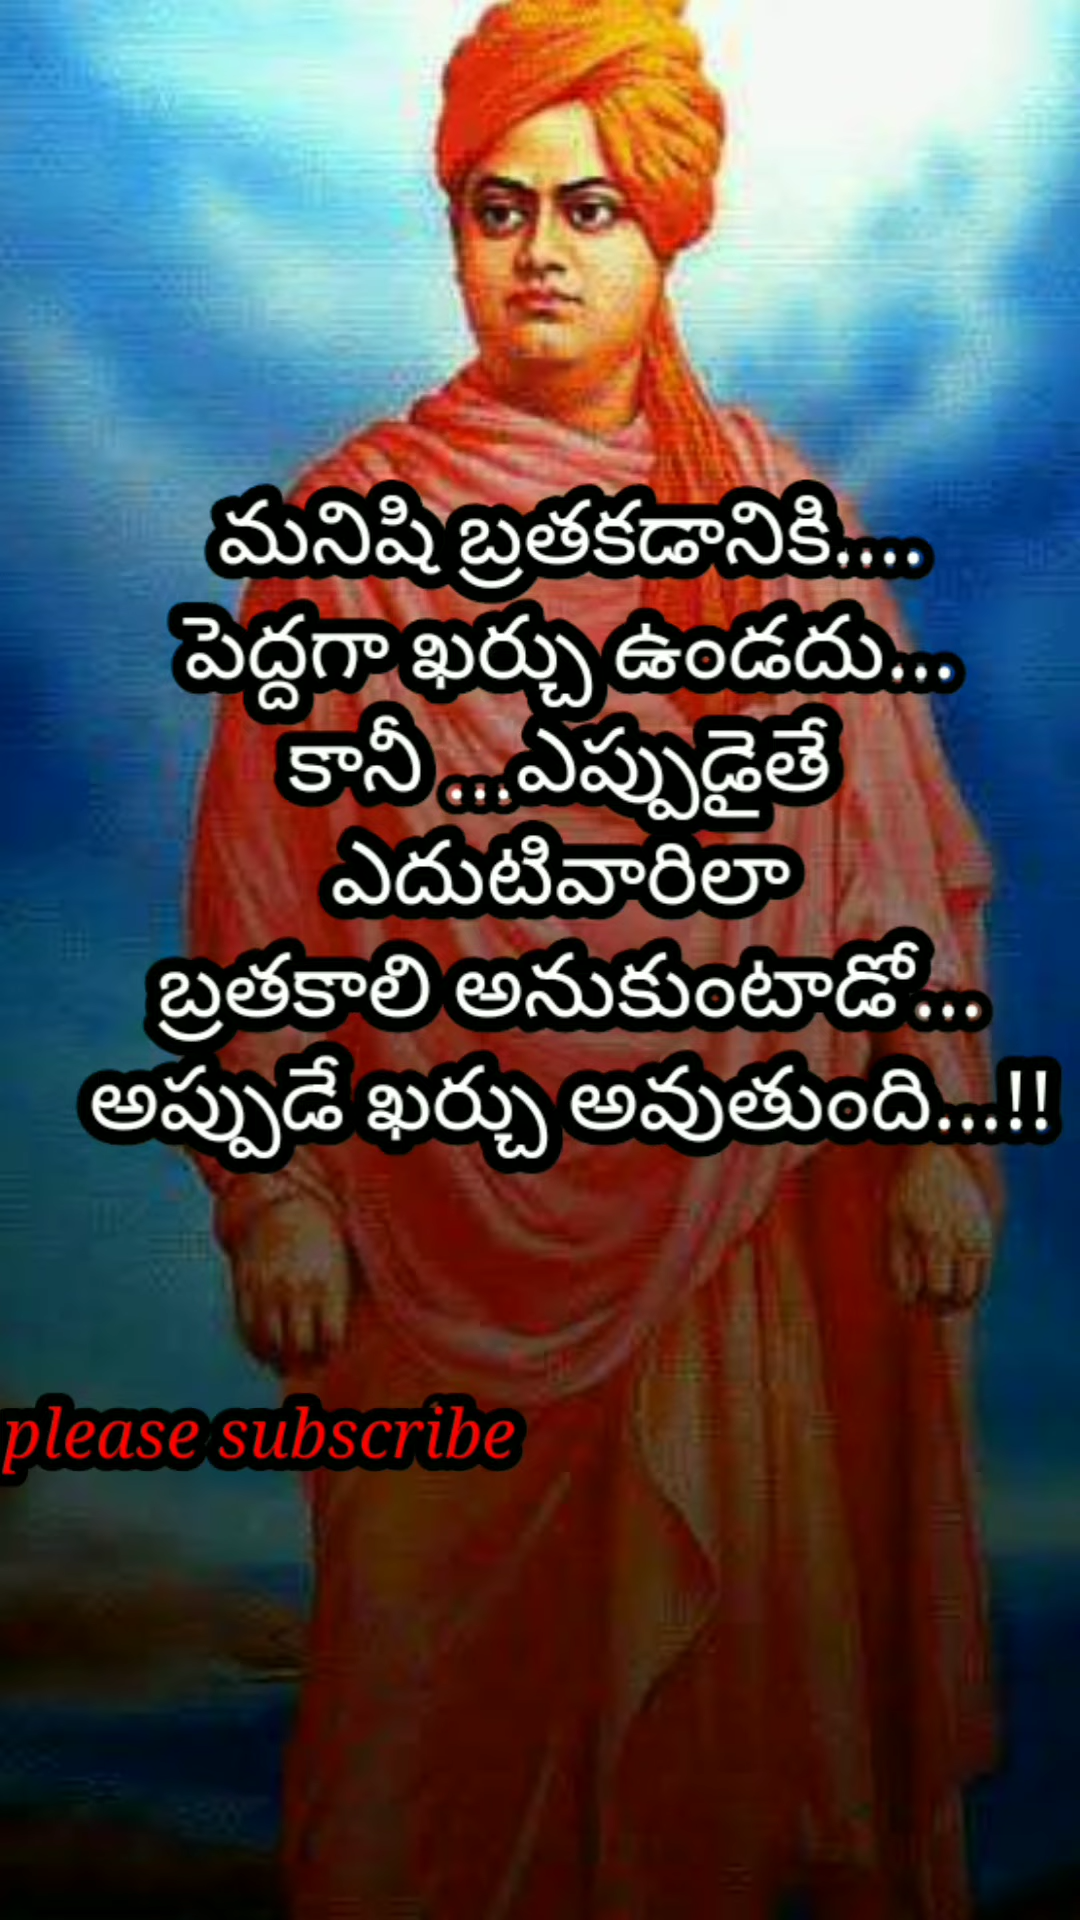 మనిషి బ్రతకడానికి....
పెద్దగా ఖర్చు ఉండదు...
కానీ ...ఎప్పుడైతే
ఎదుటివారిలా
బ్రతకాలి అనుకుంటాడో...
అప్పుడే ఖర్చు అవుతుంది...!!
please subscribe